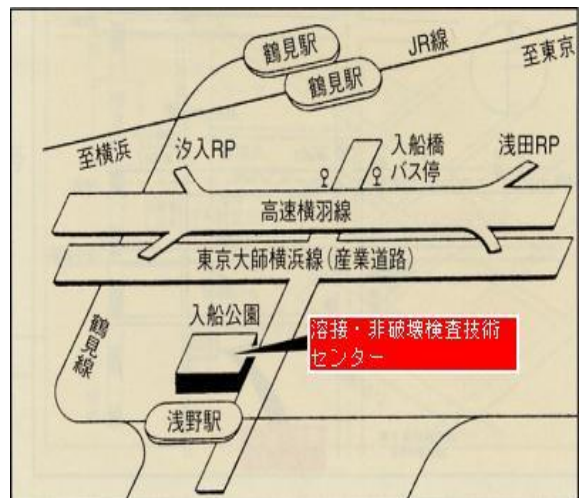 鶴見駅
鶴見駅
JR線
至東京
至横浜
汐入RP
入船橋
バス停
浅田RP
高速横羽線
東京大師横浜線(産業道路)
鶴見線
入船公園
溶接・非破壊検査技術
センター
浅野駅